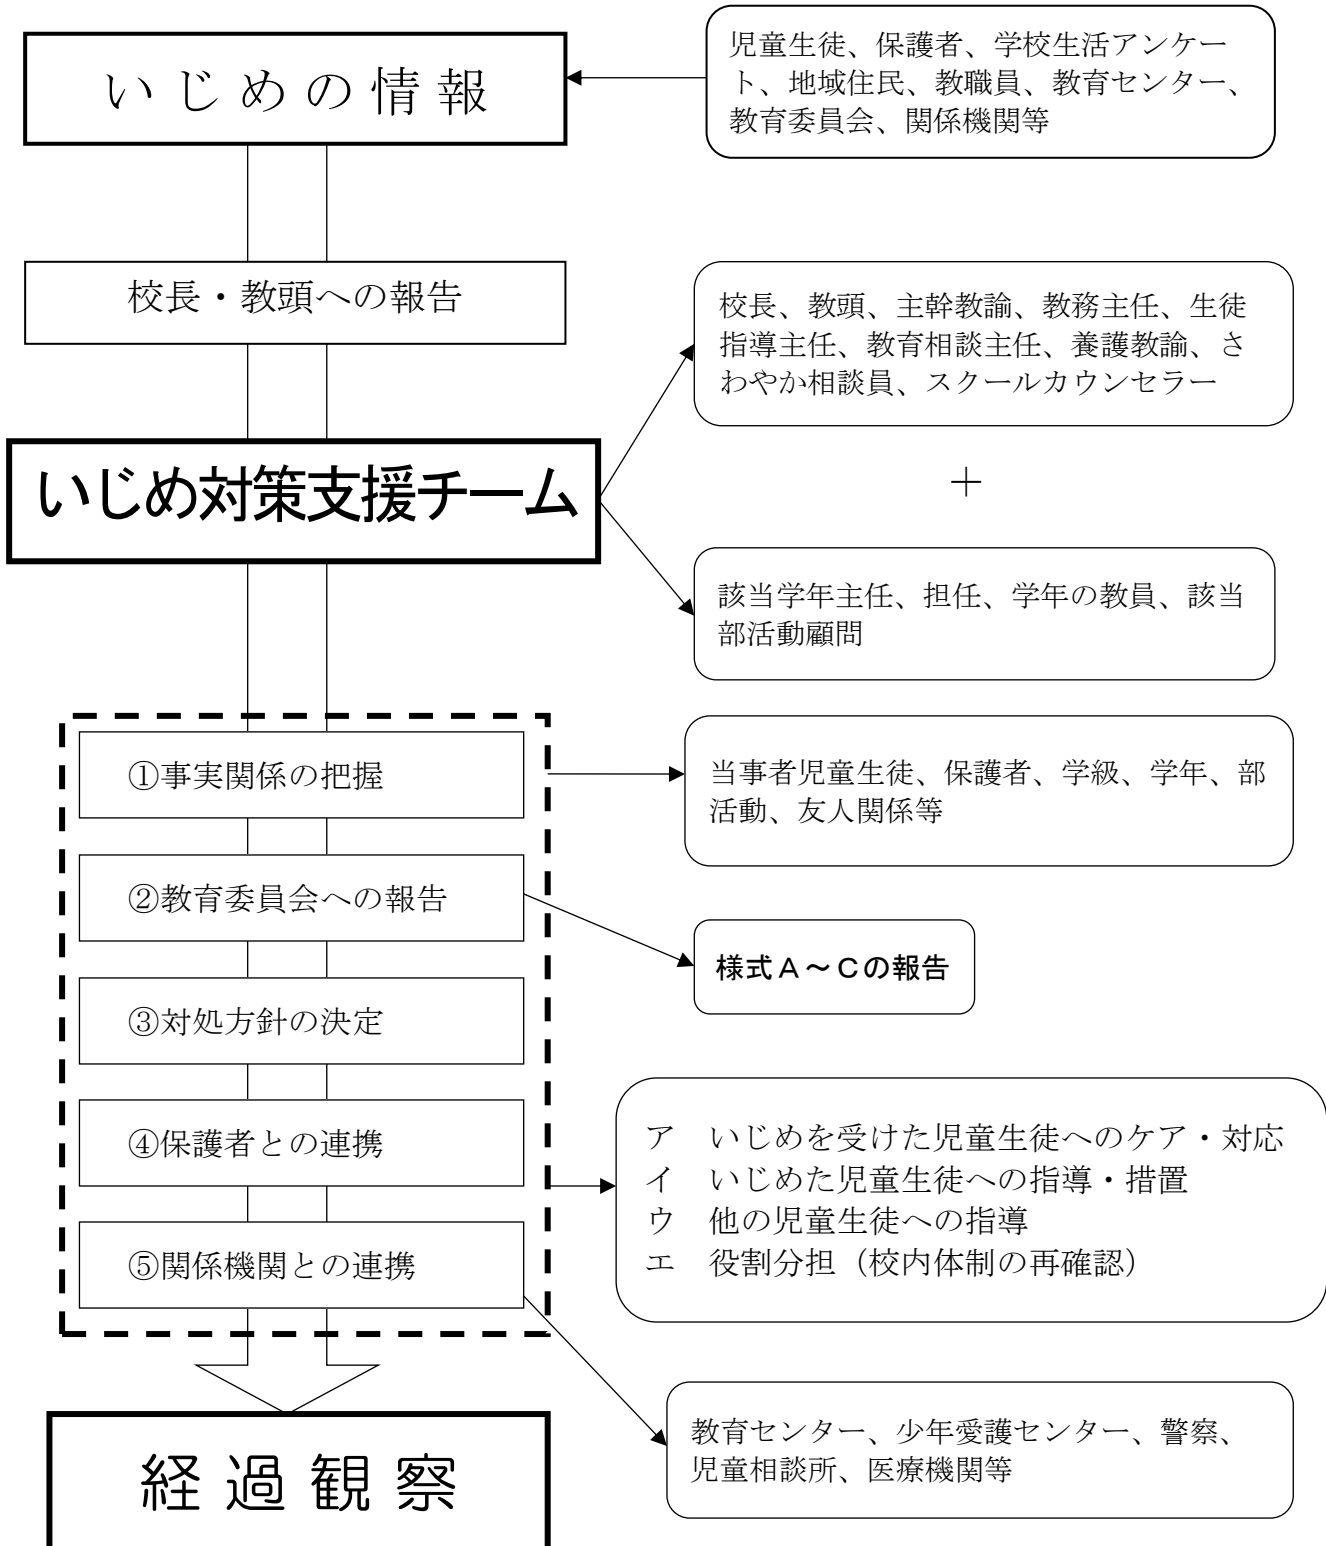 いじめの情報
児童生徒、保護者、学校生活アンケー
ト、地域住民、教職員、教育センター、
教育委員会、関係機関等
校長・教頭への報告
校長、教頭、主幹教諭、教務主任、生徒
指導主任、教育相談主任、養護教諭、さ
わやか相談員、スクールカウンセラー
いじめ対策支援チーム
＋
該当学年主任、担任、学年の教員、該当
部活動顧問
①事実関係の把握
当事者児童生徒、保護者、学級、学年、部
活動、友人関係等
②教育委員会への報告
様式Ａ～Ｃの報告
③対処方針の決定
④保護者との連携
ア　いじめを受けた児童生徒へのケア・対応
イ　いじめた児童生徒への指導・措置
ウ　他の児童生徒への指導
エ　役割分担（校内体制の再確認）
⑤関係機関との連携
教育センター、少年愛護センター、警察、
児童相談所、医療機関等
経過観察